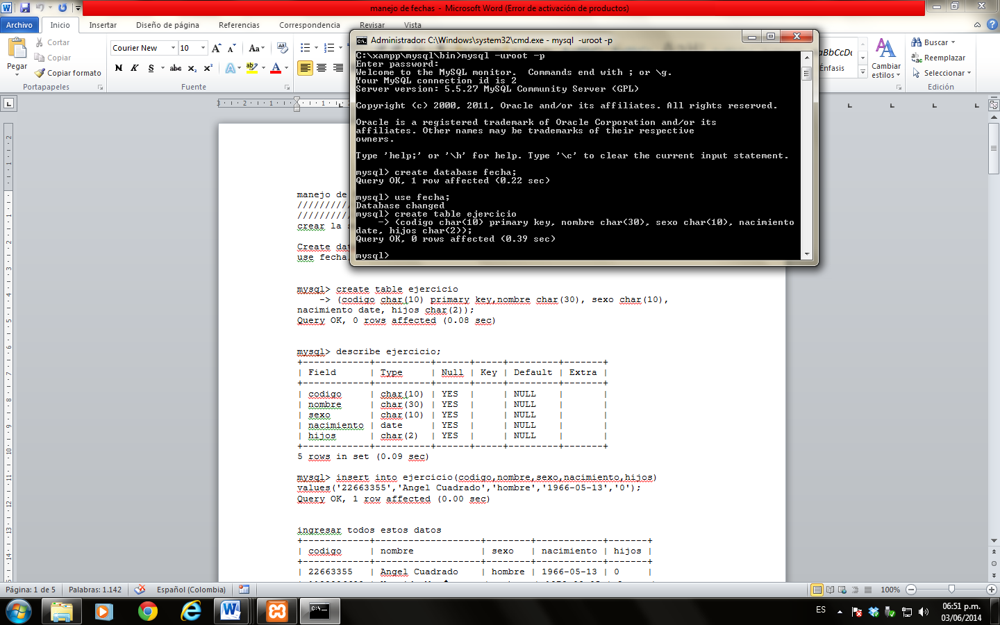 manejo de fechas - Microsoft Word (Error de activación de productos)
Archivo Inicio Insertar Diseño de página Referencias Correspondencia Revisar Vista
Pegar
Cortar
Copiar
Copiar formato
Portapapeles
Courier New 10
N K S abc x₂ x² A ab A
A A Aa
Fuente
AaBbCcDc
Énfasis
Cambiar
estilos
Buscar
Reemplazar
Seleccionar
Edición
Administrador: C:\Windows\system32\cmd.exe - mysql -uroot -p
C:\xampp\mysql\bin>mysql -uroot -p
Enter password:
Welcome to the MySQL monitor.  Commands end with ; or \g.
Your MySQL connection id is 2
Server version: 5.5.27 MySQL Community Server (GPL)
Copyright (c) 2000, 2011, Oracle and/or its affiliates. All rights reserved.
Oracle is a registered trademark of Oracle Corporation and/or its
affiliates. Other names may be trademarks of their respective
owners.
Type 'help;' or '\h' for help. Type '\c' to clear the current input statement.
mysql> create database fecha;
Query OK, 1 row affected (0.22 sec)
mysql> use fecha;
Database changed
mysql> create table ejercicio
    -> (codigo char(10) primary key, nombre char(30), sexo char(10), nacimiento
date, hijos char(2));
Query OK, 0 rows affected (0.39 sec)
mysql>
manejo de
/////////
/////////
crear la
Create
use fecha
mysql> create table ejercicio
    -> (codigo char(10) primary key,nombre char(30), sexo char(10),
nacimiento date, hijos char(2));
Query OK, 0 rows affected (0.08 sec)
mysql> describe ejercicio;
+------------+----------+------+-----+---------+-------+
| Field      | Type     | Null | Key | Default | Extra |
+------------+----------+------+-----+---------+-------+
| codigo     | char(10) | YES  |     | NULL    |       |
| nombre     | char(30) | YES  |     | NULL    |       |
| sexo       | char(10) | YES  |     | NULL    |       |
| nacimiento | date     | YES  |     | NULL    |       |
| hijos      | char(2)  | YES  |     | NULL    |       |
+------------+----------+------+-----+---------+-------+
5 rows in set (0.09 sec)
mysql> insert into ejercicio(codigo,nombre,sexo,nacimiento,hijos)
values('22663355','Angel Cuadrado','hombre','1966-05-13','0');
Query OK, 1 row affected (0.00 sec)
ingresar todos estos datos
+------------+-------------------+--------+------------+-------+
| codigo     | nombre            | sexo   | nacimiento | hijos |
+------------+-------------------+--------+------------+-------+
| 22663355   | Angel Cuadrado    | hombre | 1966-05-13 | 0     |
Página: 1 de 5 Palabras: 1.142 Español (Colombia) 100%
ES
06:51 p.m.
03/06/2014